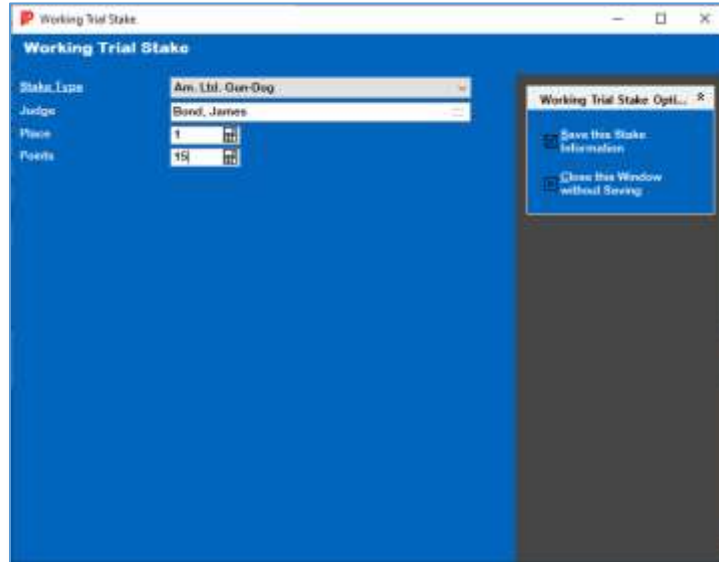 Working Trial Stake
Working Trial Stake
Stake Type Am. Ltd. Gun-Dog
Judge Bond, James
Place 1
Points 15
Working Trial Stake Opti...
Save this Stake
Information
Close this Window
without Saving